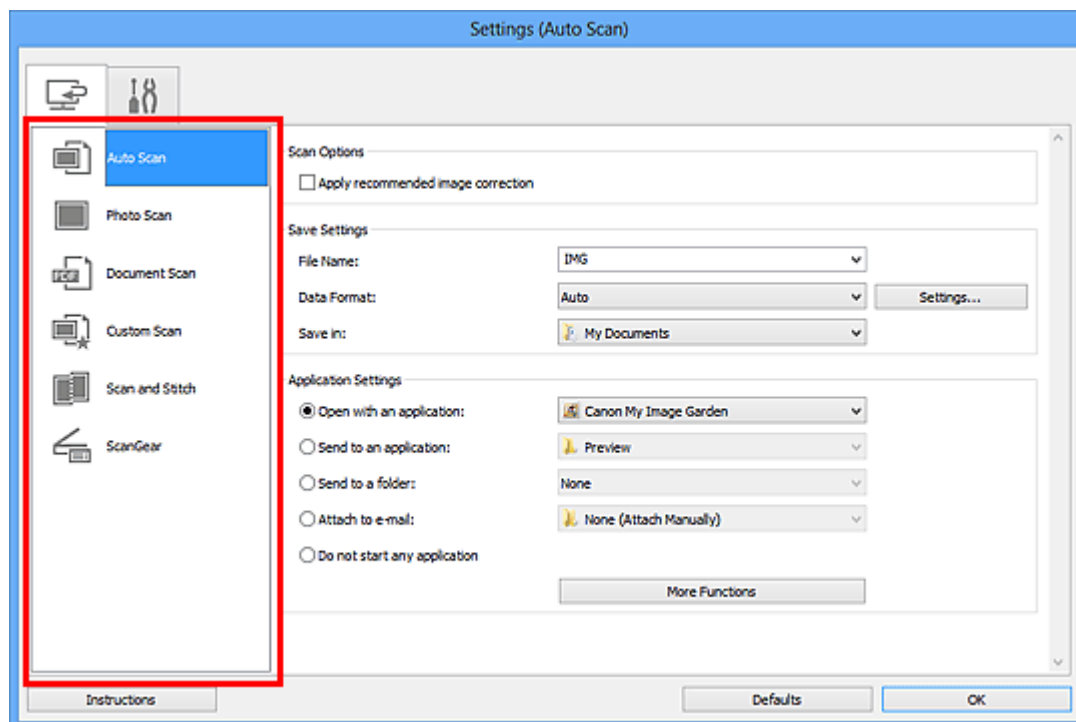 Settings (Auto Scan)
Auto Scan
Photo Scan
Document Scan
Custom Scan
Scan and Stitch
ScanGear
Scan Options
Apply recommended image correction
Save Settings
File Name: IMG
Data Format: Auto Settings...
Save in: My Documents
Application Settings
Open with an application: Canon My Image Garden
Send to an application: Preview
Send to a folder: None
Attach to e-mail: None (Attach Manually)
Do not start any application
More Functions
Instructions Defaults OK